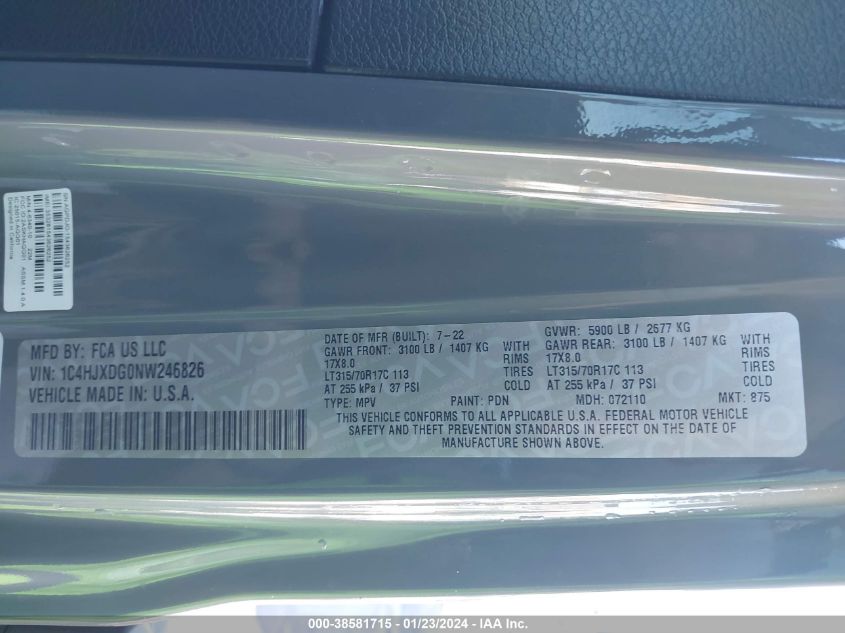 MFD BY: FCA US LLC
VIN: 1C4HJXDG0NW246826
VEHICLE MADE IN: U.S.A.
DATE OF MFR (BUILT): 7-22
GAWR FRONT: 3100 LB / 1407 KG WITH
17X8.0 RIMS
LT315/70R17C 113 TIRES
AT 255 kPa / 37 PSI COLD
GVWR: 5900 LB / 2677 KG
GAWR REAR: 3100 LB / 1407 KG WITH
17X8.0 RIMS
LT315/70R17C 113 TIRES
AT 255 kPa / 37 PSI COLD
TYPE: MPV PAINT: PDN MDH: 072110 MKT: 875
THIS VEHICLE CONFORMS TO ALL APPLICABLE U.S.A. FEDERAL MOTOR VEHICLE
SAFETY AND THEFT PREVENTION STANDARDS IN EFFECT ON THE DATE OF
MANUFACTURE SHOWN ABOVE.
Designed in California
000-38581715 - 01/23/2024 - IAA Inc.